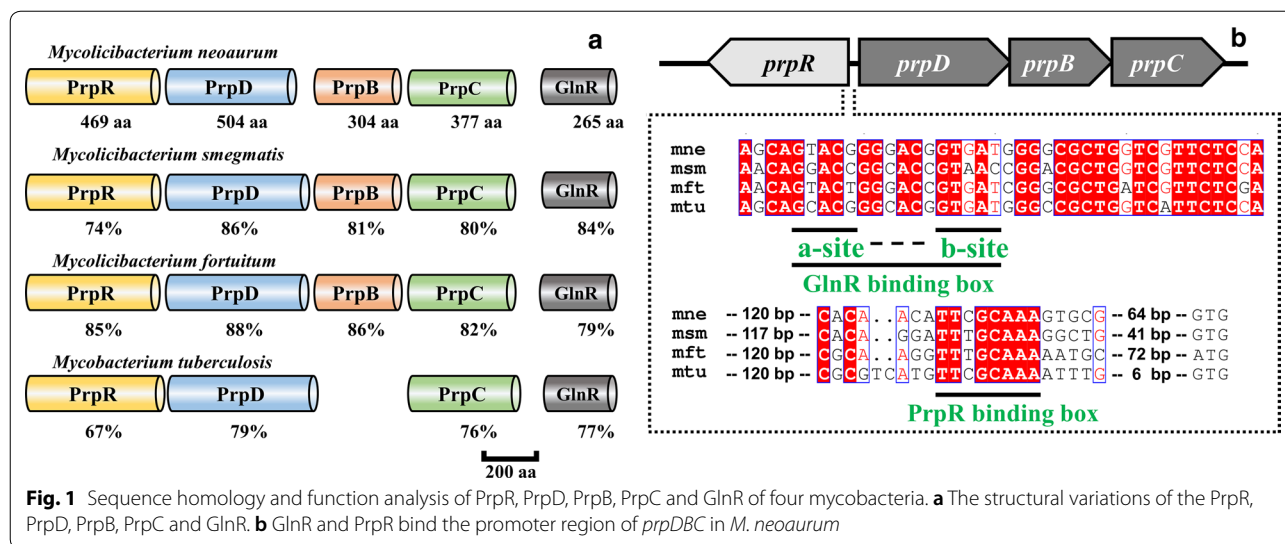 a
Mycolicibacterium neoaurum
PrpR PrpD PrpB PrpC GlnR
469 aa 504 aa 304 aa 377 aa 265 aa
Mycolicibacterium smegmatis
PrpR PrpD PrpB PrpC GlnR
74% 86% 81% 80% 84%
Mycolicibacterium fortuitum
PrpR PrpD PrpB PrpC GlnR
85% 88% 86% 82% 79%
Mycobacterium tuberculosis
PrpR PrpD PrpC GlnR
67% 79% 76% 77%
200 aa
b
prpR prpD prpB prpC
mne AGCAGTACGGGGACGGTGATGGGGCGCTGGTCGTTCTCCA
msm AACAGGACCGGCACCGTAACCGGACGCTGGTCGTTCTCCA
mft AACAGTACTGGGACCGTGATCGGGCGCTGATCGTTCTCGA
mtu AGCAGCACGGGCACGGTGATGGGCCGCTGGTCATTCTCCA
a-site ---- b-site
GlnR binding box
mne -- 120 bp -- CACA..ACATTCGCAAAGTGCG -- 64 bp -- GTG
msm -- 117 bp -- CACA..GGATTTGCAAAGGCTG -- 41 bp -- GTG
mft -- 120 bp -- CGCA..AGGTTTGCAAAAATGC -- 72 bp -- ATG
mtu -- 120 bp -- CGCGTCATGTTCGCAAAATTTG -- 6 bp -- GTG
PrpR binding box
Fig. 1 Sequence homology and function analysis of PrpR, PrpD, PrpB, PrpC and GlnR of four mycobacteria. a The structural variations of the PrpR,
PrpD, PrpB, PrpC and GlnR. b GlnR and PrpR bind the promoter region of prpDBC in M. neoaurum